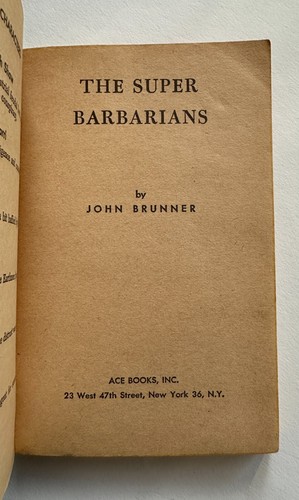 THE SUPER
BARBARIANS
by
JOHN BRUNNER
ACE BOOKS, INC.
23 West 47th Street, New York 36, N.Y.